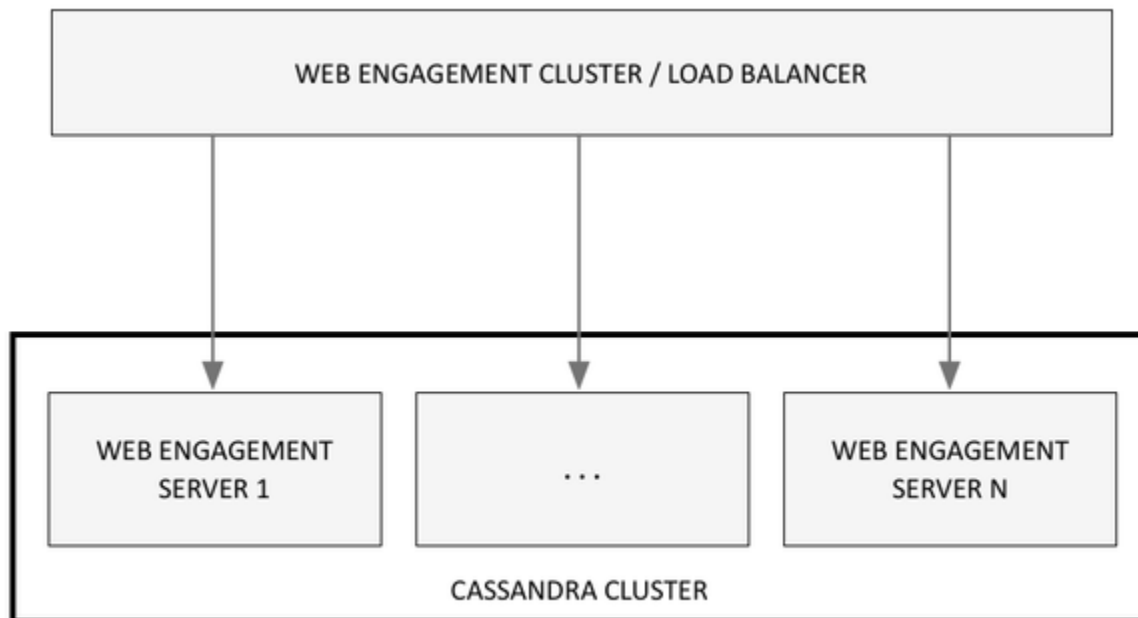 WEB ENGAGEMENT CLUSTER / LOAD BALANCER
WEB ENGAGEMENT
SERVER 1
...
WEB ENGAGEMENT
SERVER N
CASSANDRA CLUSTER